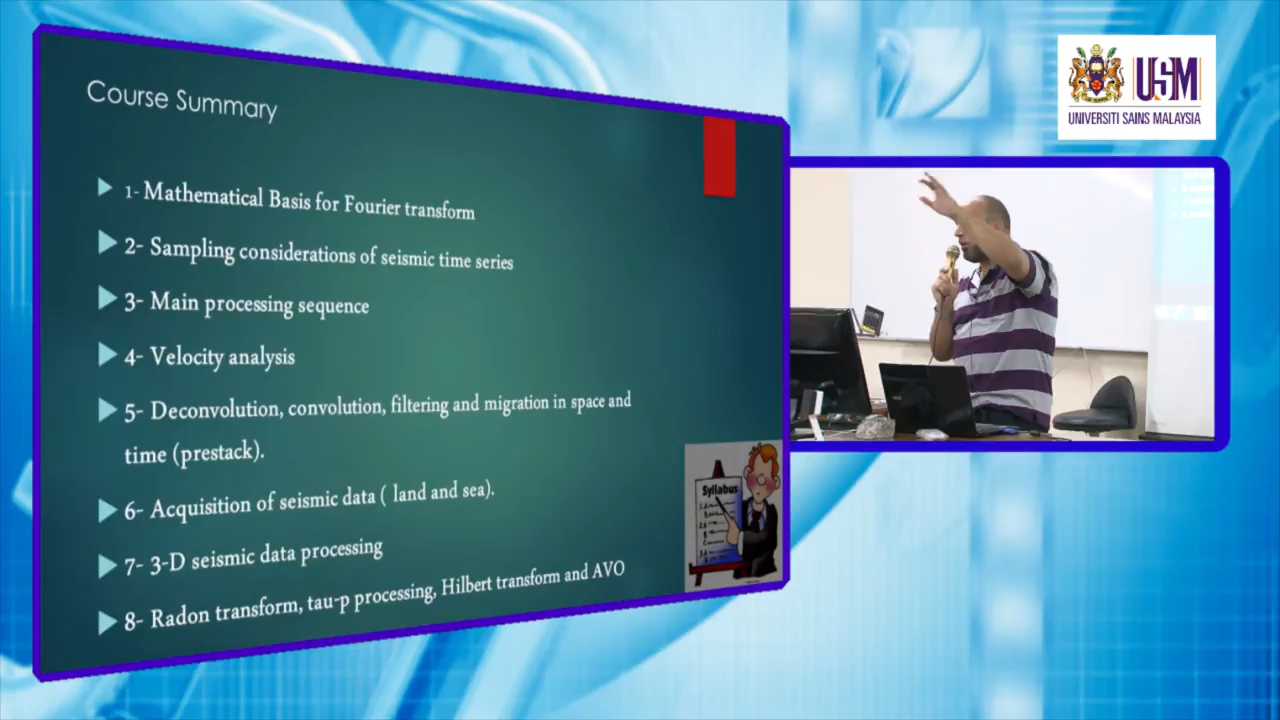 Course Summary
1- Mathematical Basis for Fourier transform
2- Sampling considerations of seismic time series
3- Main processing sequence
4- Velocity analysis
5- Deconvolution, convolution, filtering and migration in space and
time (prestack).
6- Acquisition of seismic data ( land and sea).
7- 3-D seismic data processing
8- Radon transform, tau-p processing, Hilbert transform and AVO
Syllabus
USM
UNIVERSITI SAINS MALAYSIA